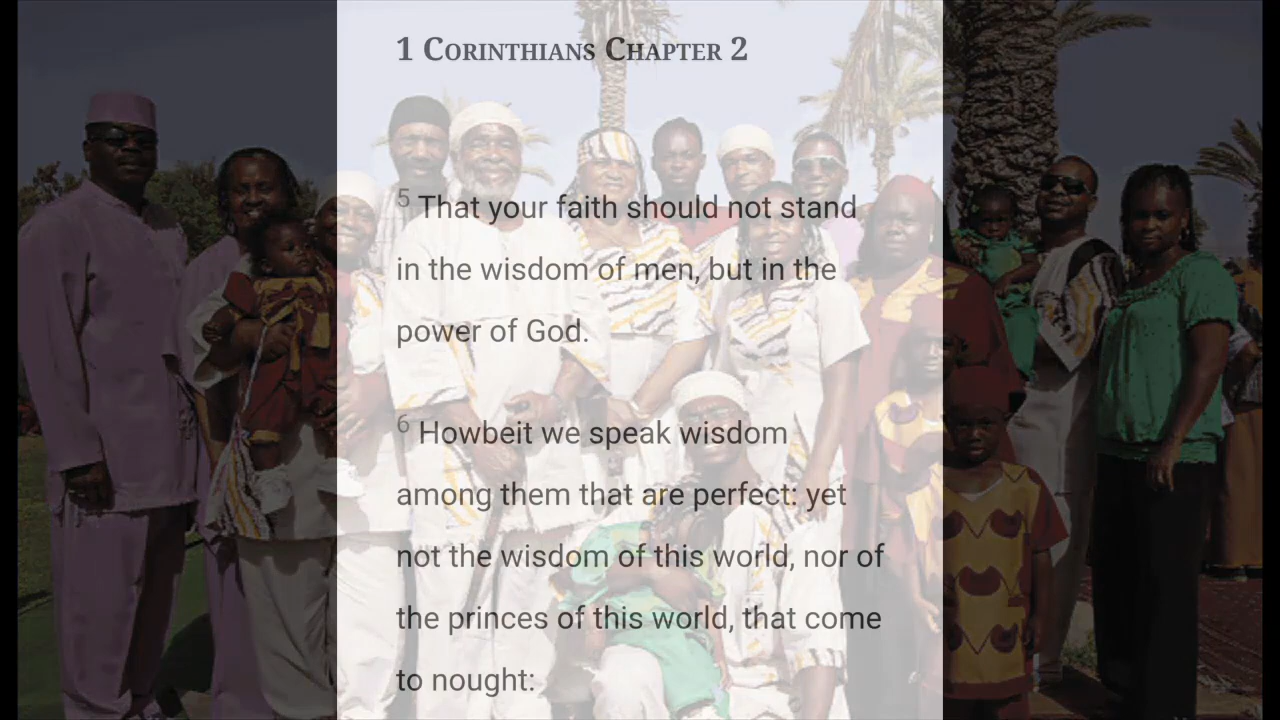 1 Corinthians Chapter 2
5 That your faith should not stand
in the wisdom of men, but in the
power of God.
6 Howbeit we speak wisdom
among them that are perfect: yet
not the wisdom of this world, nor of
the princes of this world, that come
to nought: